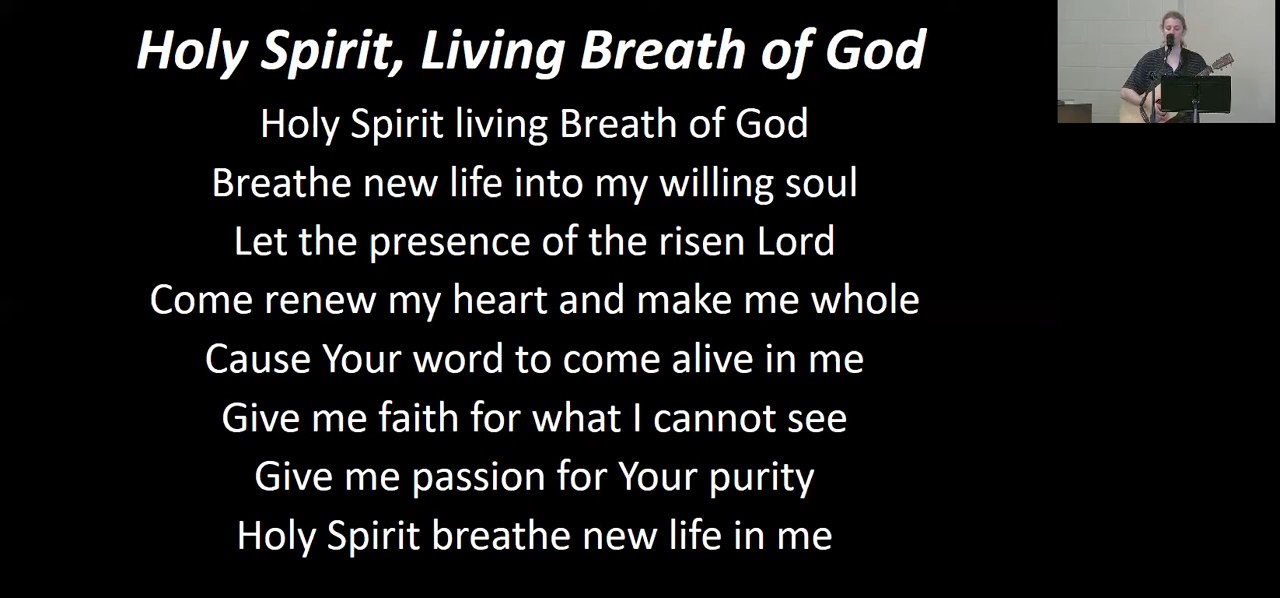 Holy Spirit, Living Breath of God
Holy Spirit living Breath of God
Breathe new life into my willing soul
Let the presence of the risen Lord
Come renew my heart and make me whole
Cause Your word to come alive in me
Give me faith for what I cannot see
Give me passion for Your purity
Holy Spirit breathe new life in me